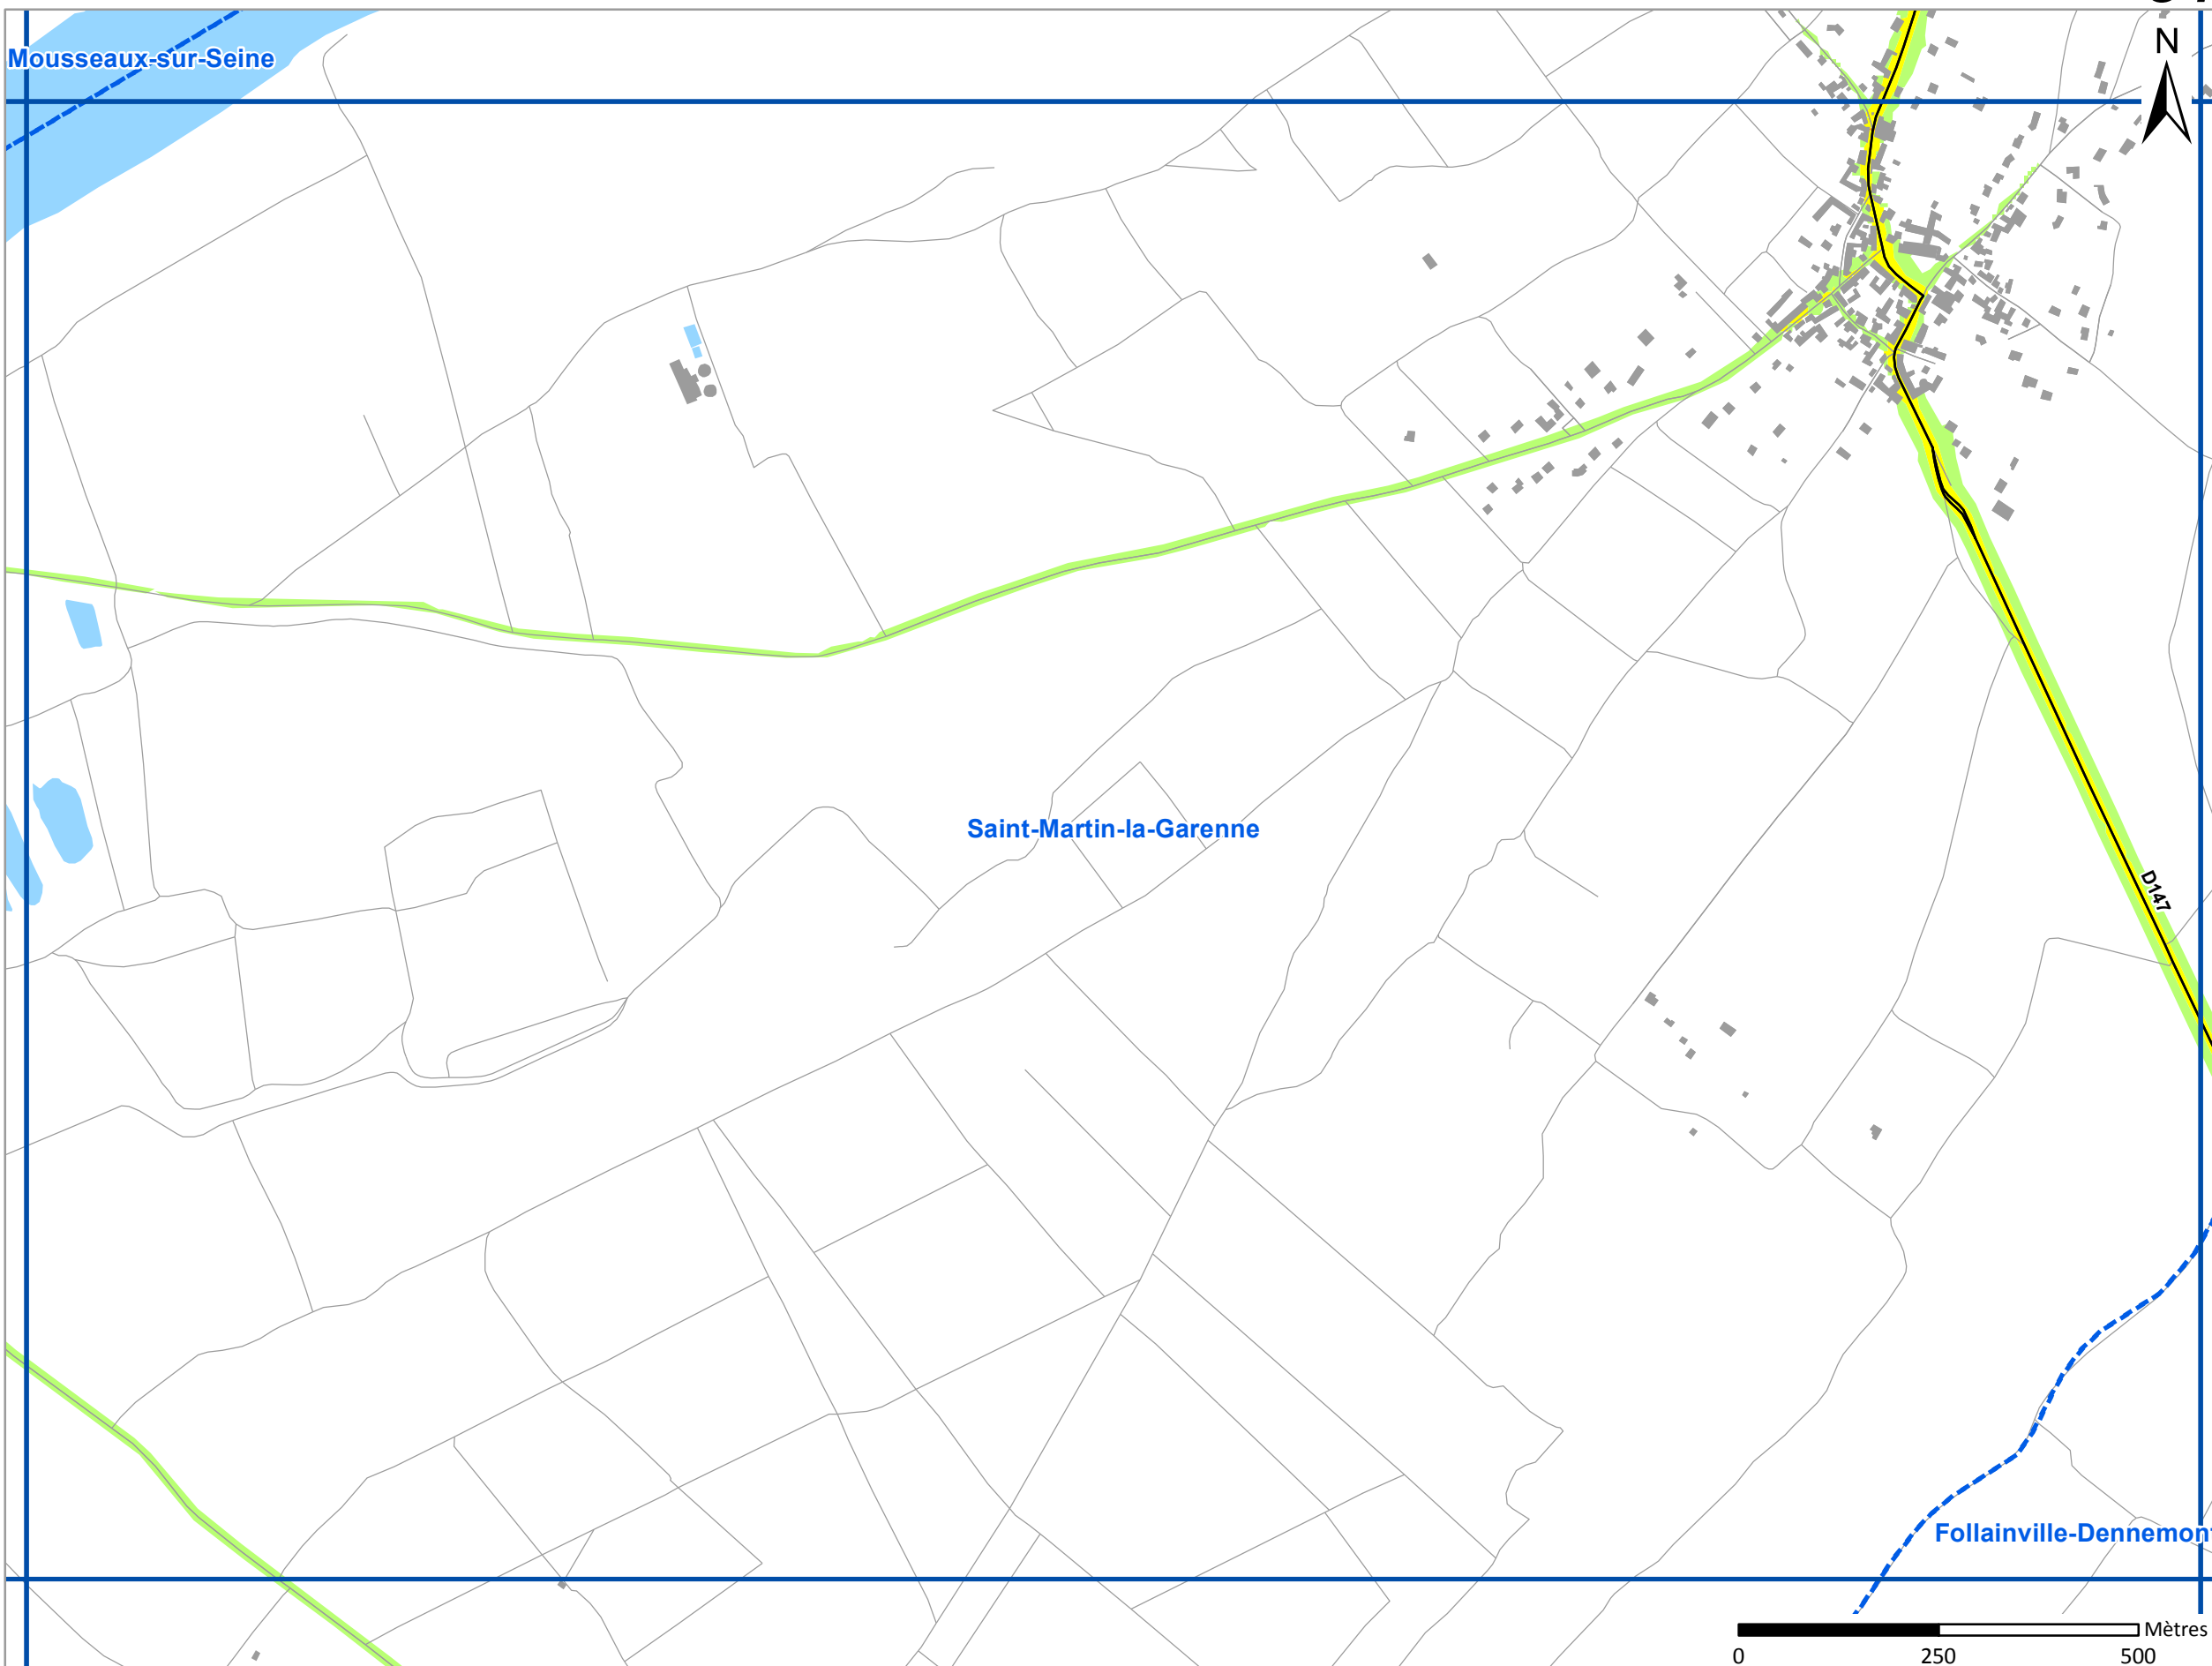 N
Mousseaux-sur-Seine
Saint-Martin-la-Garenne
D147
Follainville-Dennemont
Mètres
0 250 500